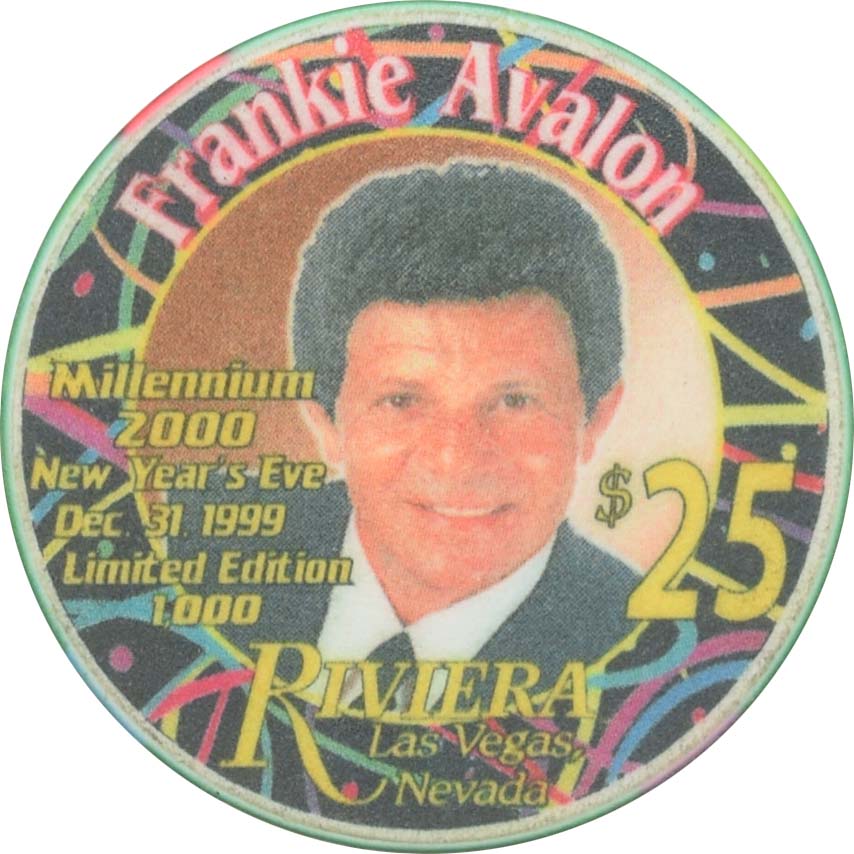 Frankie Avalon
Millennium
2000
New Year's Eve
Dec. 31, 1999
Limited Edition
1,000
$25
RIVIERA
Las Vegas,
Nevada